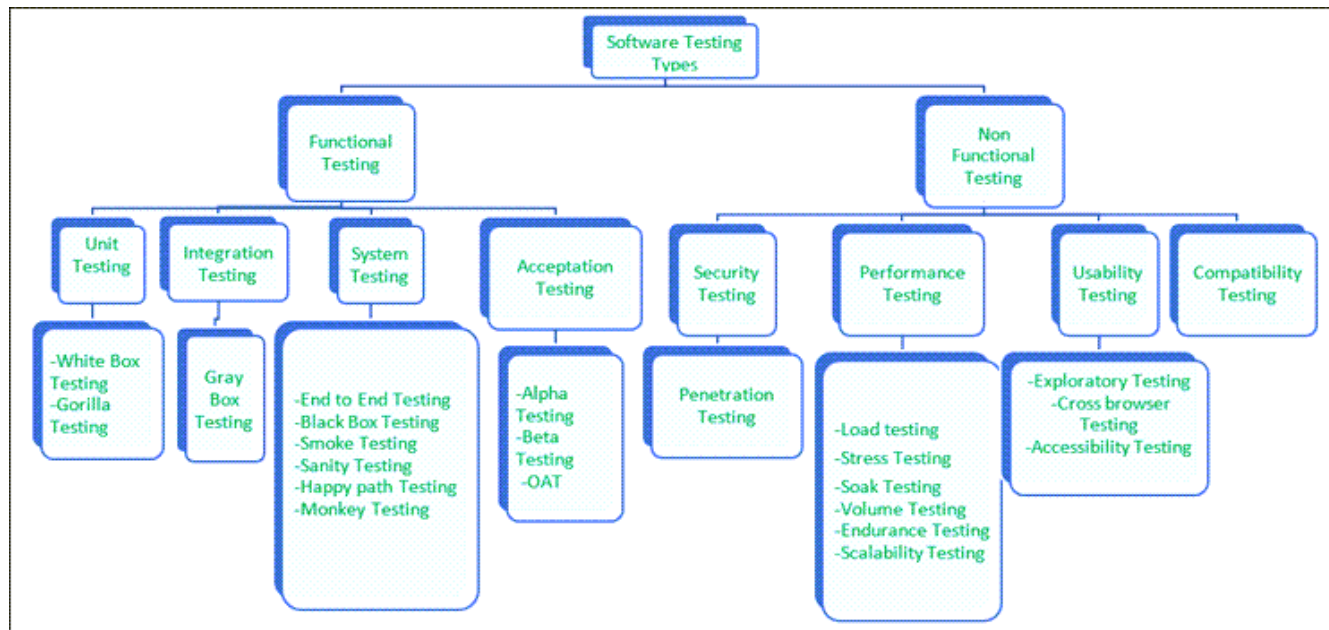 Software Testing
Types
Functional
Testing
Non
Functional
Testing
Unit
Testing
Integration
Testing
System
Testing
Acceptation
Testing
Security
Testing
Performance
Testing
Usability
Testing
Compatibility
Testing
-White Box
Testing
-Gorilla
Testing
Gray
Box
Testing
-End to End Testing
-Black Box Testing
-Smoke Testing
-Sanity Testing
-Happy path Testing
-Monkey Testing
-Alpha
Testing
-Beta
Testing
-OAT
Penetration
Testing
-Load testing
-Stress Testing
-Soak Testing
-Volume Testing
-Endurance Testing
-Scalability Testing
-Exploratory Testing
-Cross browser
Testing
-Accessibility Testing